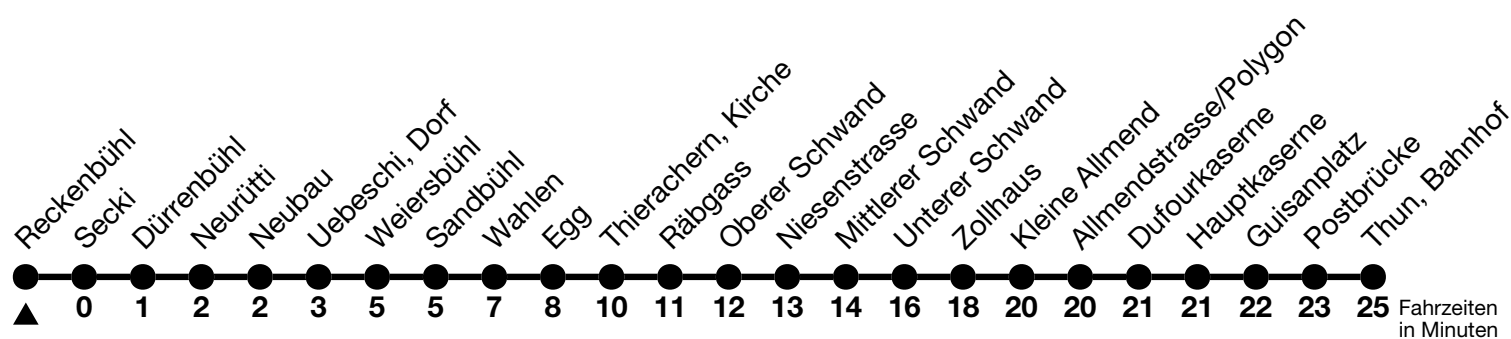 Reckenbühl
Secki
Dürrenbühl
Neurütti
Neubau
Uebeschi, Dorf
Weiersbühl
Sandbühl
Wahlen
Egg
Thierachern, Kirche
Räbgass
Oberer Schwand
Niesenstrasse
Mittlerer Schwand
Unterer Schwand
Zollhaus
Kleine Allmend
Allmendstrasse/Polygon
Dufourkaserne
Hauptkaserne
Guisanplatz
Postbrücke
Thun, Bahnhof
0 1 2 2 3 5 5 7 8 10 11 12 13 14 16 18 20 20 21 21 22 23 25
Fahrzeiten
in Minuten